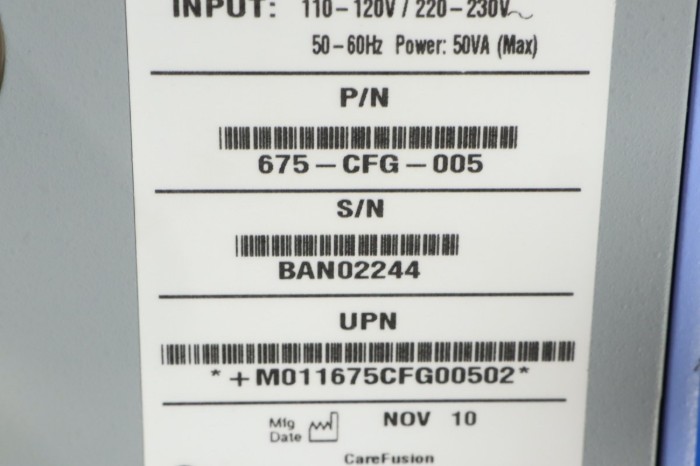 INPUT: 110-120V / 220-230V~
50-60Hz Power: 50VA (Max)
P/N
675-CFG-005
S/N
BAN02244
UPN
*+M011675CFG00502*
Mfg Date NOV 10
CareFusion